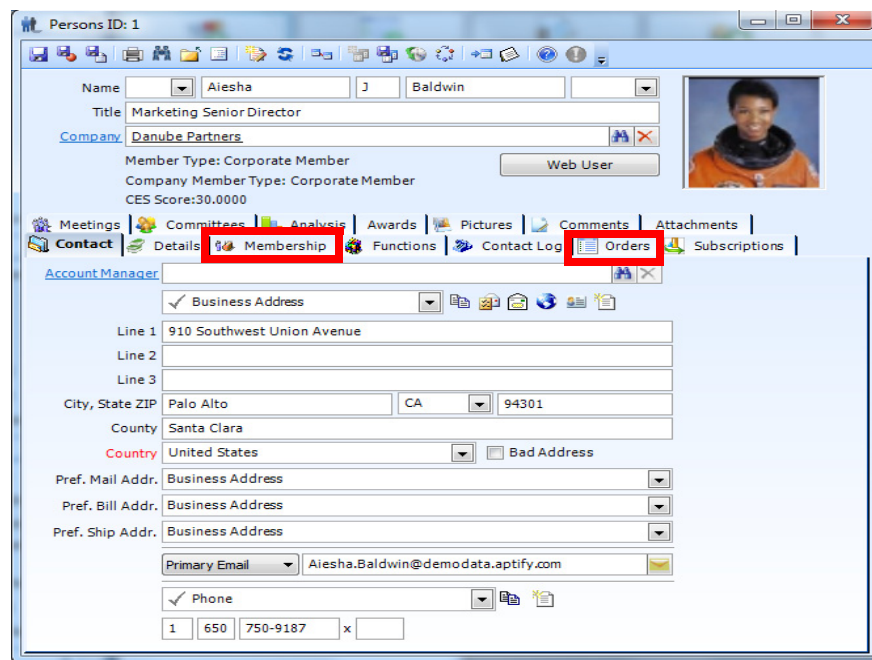 Persons ID: 1
Name Aiesha J Baldwin
Title Marketing Senior Director
Company Danube Partners
Member Type: Corporate Member
Web User
Company Member Type: Corporate Member
CES Score:30.0000
Meetings Committees Analysis Awards Pictures Comments Attachments
Contact Details Membership Functions Contact Log Orders Subscriptions
Account Manager
Business Address
Line 1 910 Southwest Union Avenue
Line 2
Line 3
City, State ZIP Palo Alto CA 94301
County Santa Clara
Country United States Bad Address
Pref. Mail Addr. Business Address
Pref. Bill Addr. Business Address
Pref. Ship Addr. Business Address
Primary Email Aiesha.Baldwin@demodata.aptify.com
Phone
1 650 750-9187 x